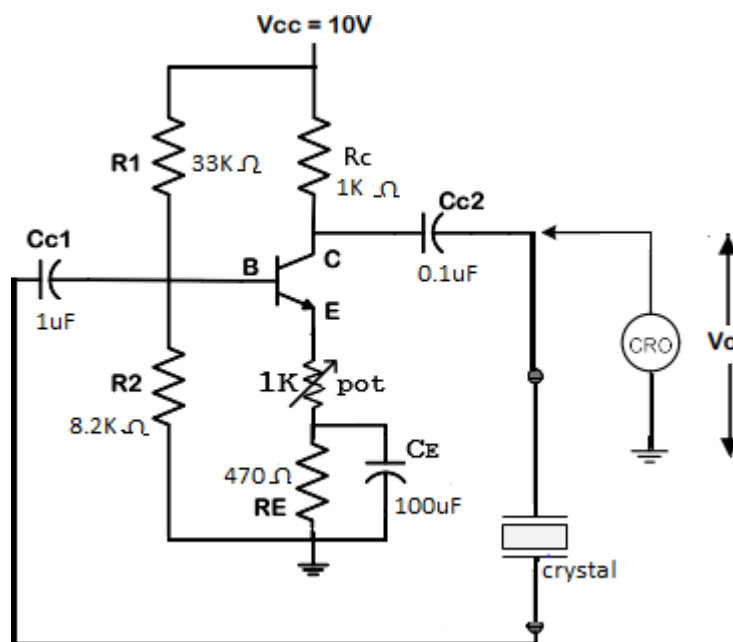 Vcc = 10V
R1
33K Ω
Rc
1K Ω
Cc1
1uF
B
C
E
Cc2
0.1uF
CRO
Vo
R2
8.2K Ω
1K
pot
470 Ω
RE
CE
100uF
crystal